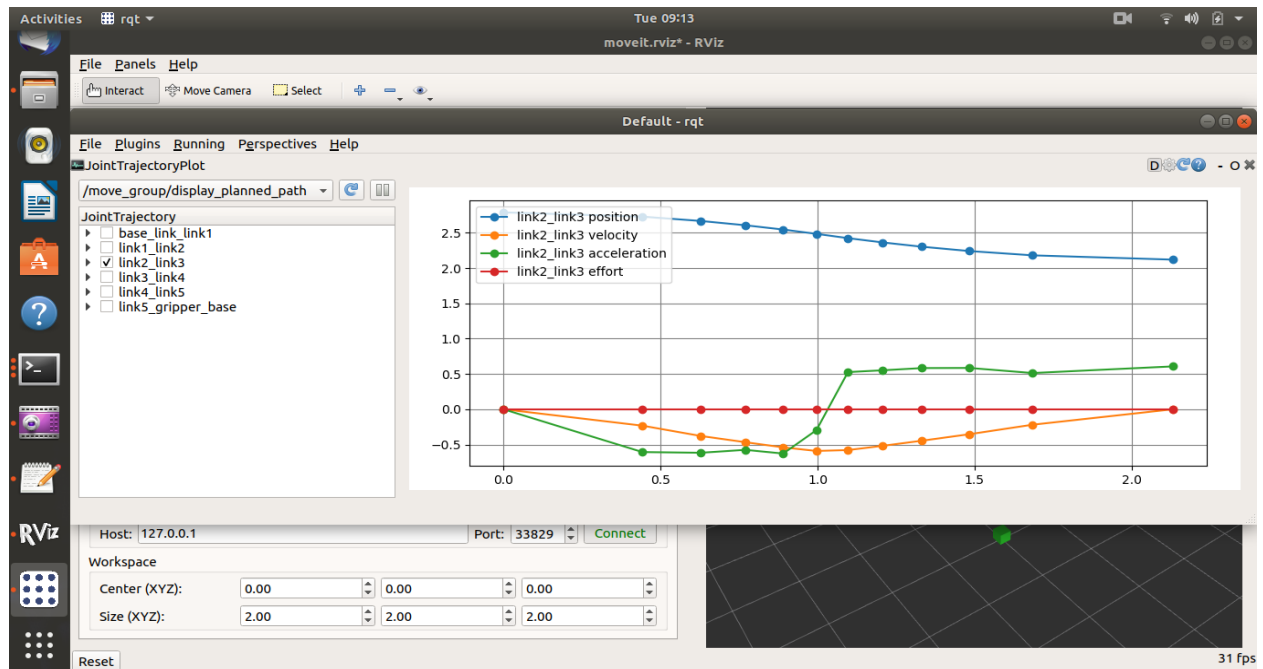 Activities rqt Tue 09:13
moveit.rviz* - RViz
File Panels Help
Interact Move Camera Select
Default - rqt
File Plugins Running Perspectives Help
JointTrajectoryPlot D - O
/move_group/display_planned_path
JointTrajectory
base_link_link1
link1_link2
link2_link3
link3_link4
link4_link5
link5_gripper_base
link2_link3 position
link2_link3 velocity
link2_link3 acceleration
link2_link3 effort
2.5
2.0
1.5
1.0
0.5
0.0
−0.5
0.0 0.5 1.0 1.5 2.0
RViz
Host: 127.0.0.1 Port: 33829 Connect
Workspace
Center (XYZ): 0.00 0.00 0.00
Size (XYZ): 2.00 2.00 2.00
Reset 31 fps